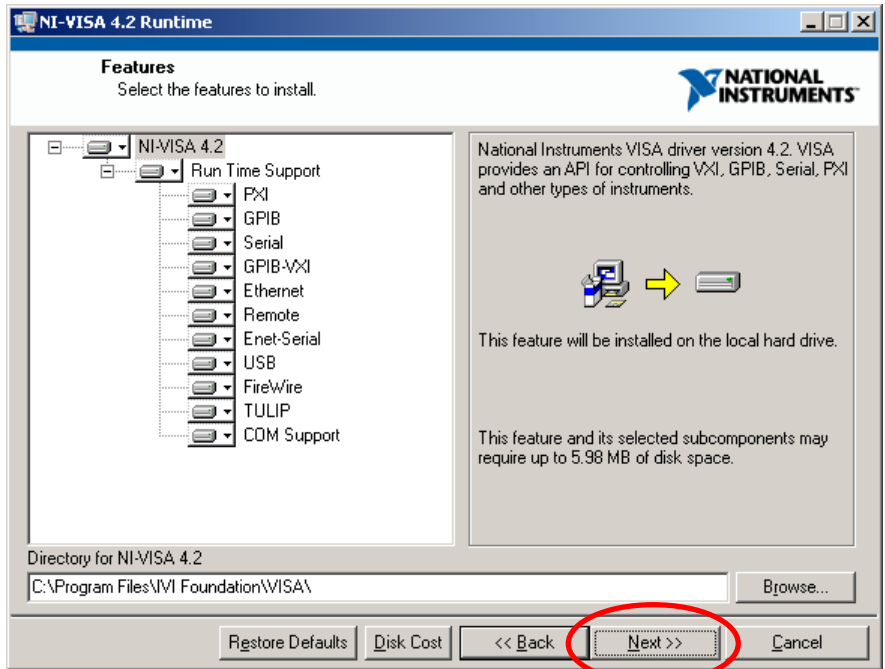 NI-VISA 4.2 Runtime
Features
Select the features to install.
NATIONAL
INSTRUMENTS™
NI-VISA 4.2
Run Time Support
PXI
GPIB
Serial
GPIB-VXI
Ethernet
Remote
Enet-Serial
USB
FireWire
TULIP
COM Support
National Instruments VISA driver version 4.2. VISA
provides an API for controlling VXI, GPIB, Serial, PXI
and other types of instruments.
This feature will be installed on the local hard drive.
This feature and its selected subcomponents may
require up to 5.98 MB of disk space.
Directory for NI-VISA 4.2
C:\Program Files\IVI Foundation\VISA\
Browse...
Restore Defaults
Disk Cost
<< Back
Next >>
Cancel